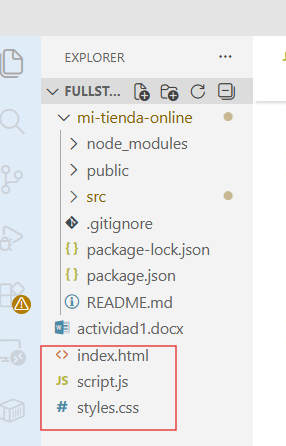 EXPLORER
FULLST...
mi-tienda-online
node_modules
public
src
.gitignore
{} package-lock.json
{} package.json
README.md
actividad1.docx
<> index.html
JS script.js
# styles.css